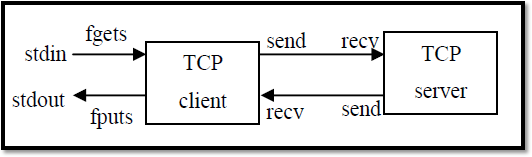 fgets
stdin
stdout
fputs
TCP
client
send
recv
recv
send
TCP
server